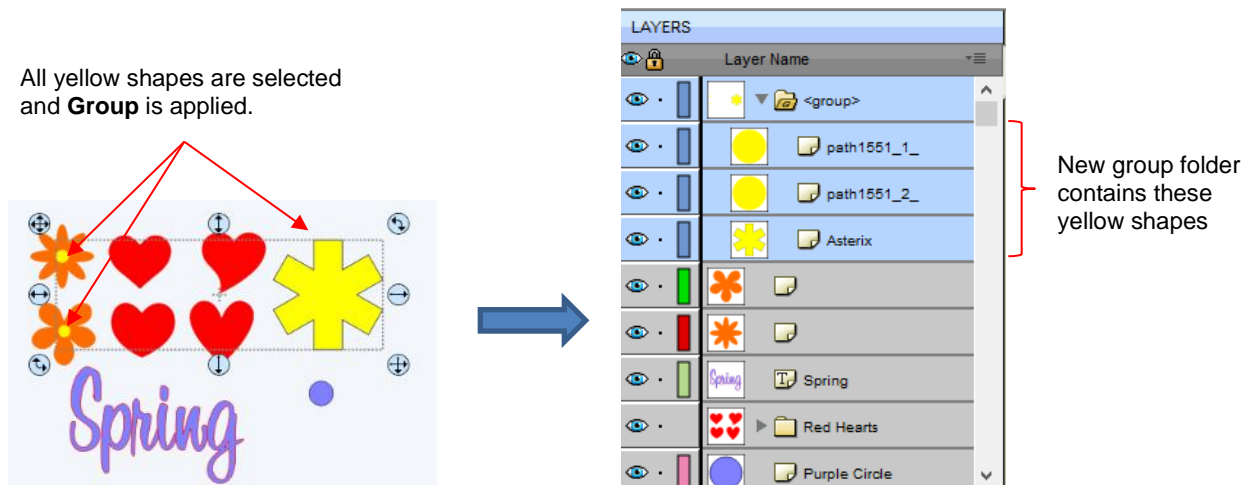 All yellow shapes are selected
and Group is applied.
Spring
LAYERS
Layer Name
<group>
path1551_1_
path1551_2_
Asterix
Spring
Spring
Red Hearts
Purple Circle
New group folder
contains these
yellow shapes